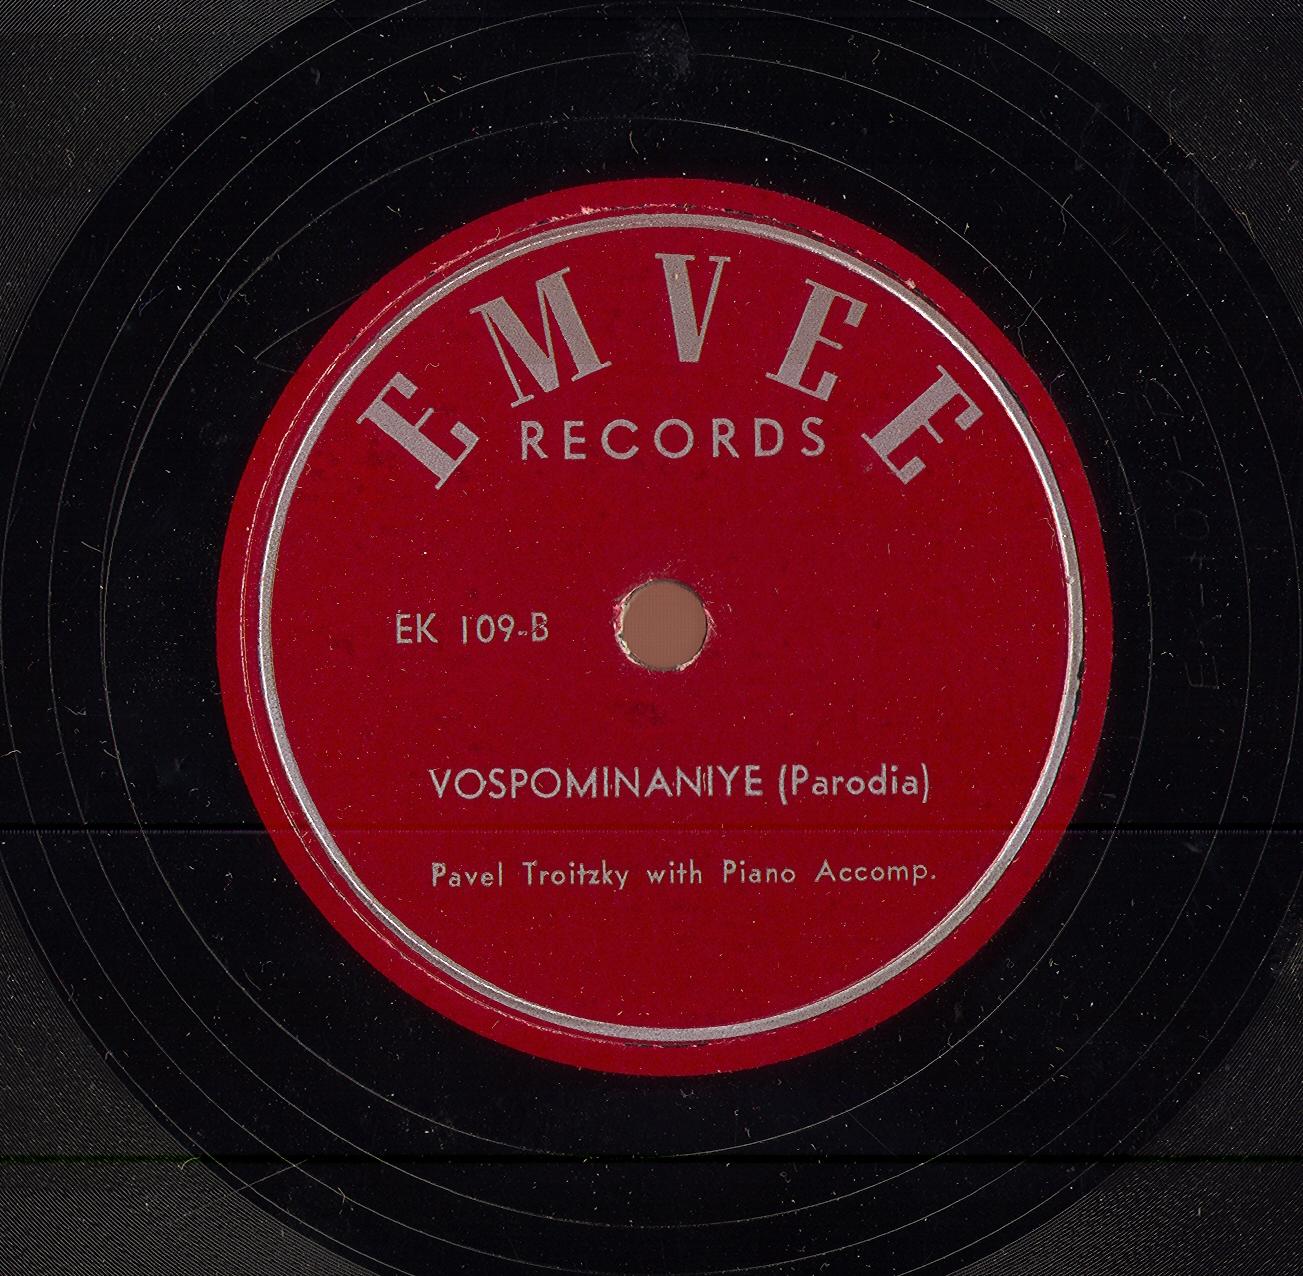 EMVEE
RECORDS
EK 109-B
VOSPOMINANIYE (Parodia)
Pavel Troitzky with Piano Accomp.